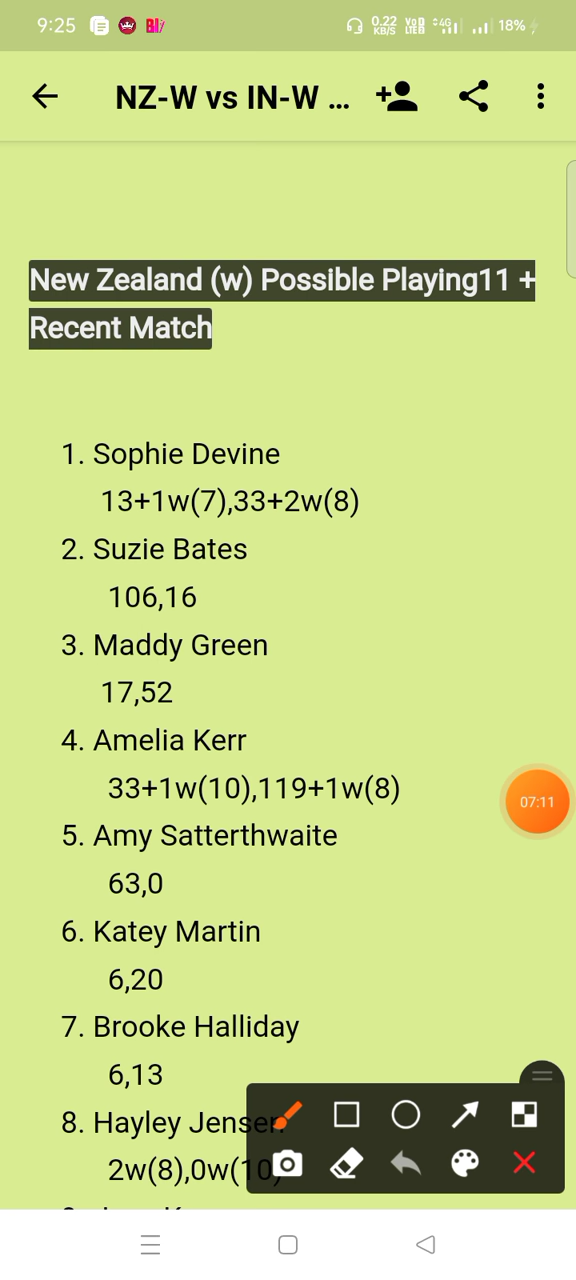 9:25
0.22
KB/S
4G
18%
NZ-W vs IN-W ...
New Zealand (w) Possible Playing11 +
Recent Match
1. Sophie Devine
13+1w(7),33+2w(8)
2. Suzie Bates
106,16
3. Maddy Green
17,52
4. Amelia Kerr
33+1w(10),119+1w(8)
07:11
5. Amy Satterthwaite
63,0
6. Katey Martin
6,20
7. Brooke Halliday
6,13
8. Hayley Jensen
2w(8),0w(10)